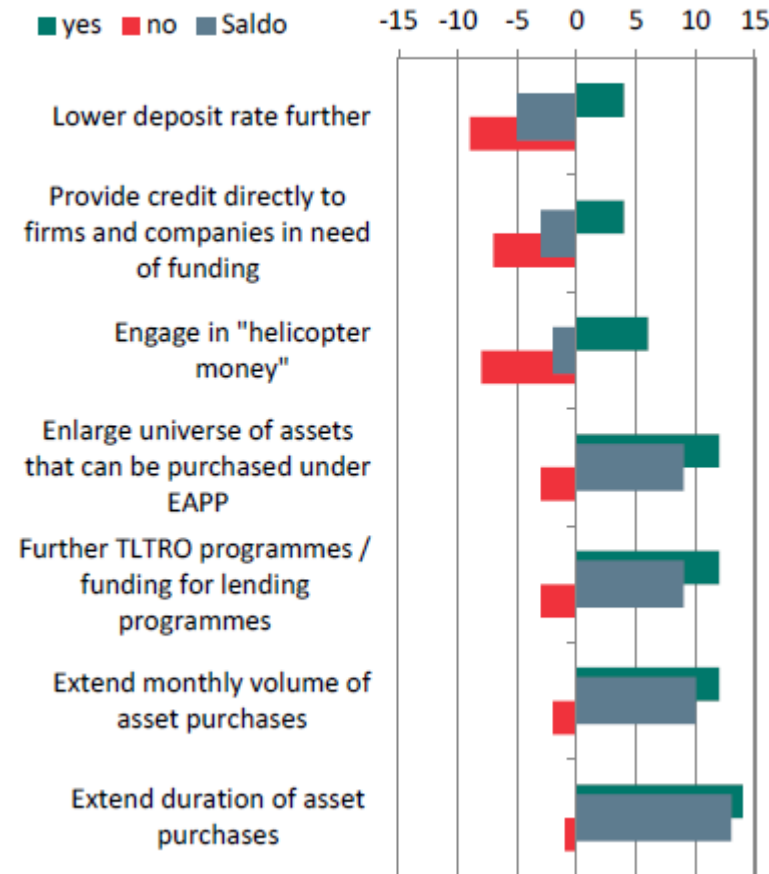 yes no Saldo
-15 -10 -5 0 5 10 15
Lower deposit rate further
Provide credit directly to
firms and companies in need
of funding
Engage in "helicopter
money"
Enlarge universe of assets
that can be purchased under
EAPP
Further TLTRO programmes /
funding for lending
programmes
Extend monthly volume of
asset purchases
Extend duration of asset
purchases